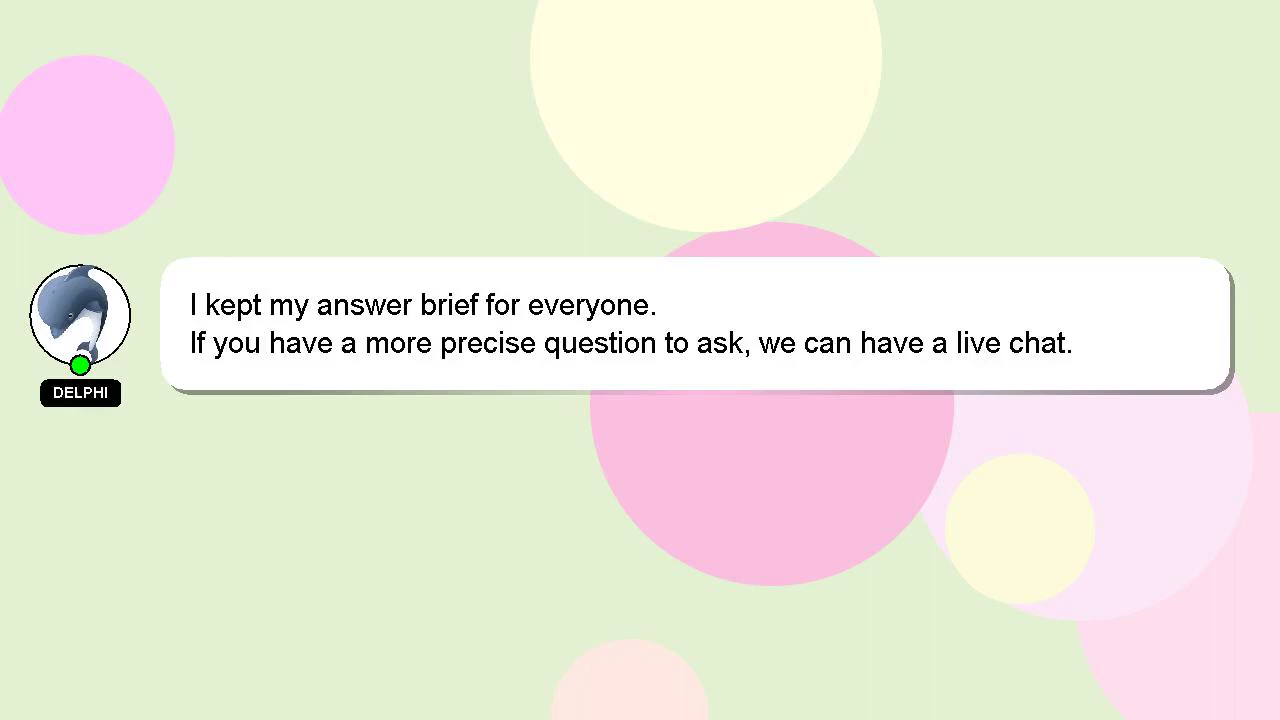 I kept my answer brief for everyone.
If you have a more precise question to ask, we can have a live chat.
DELPHI